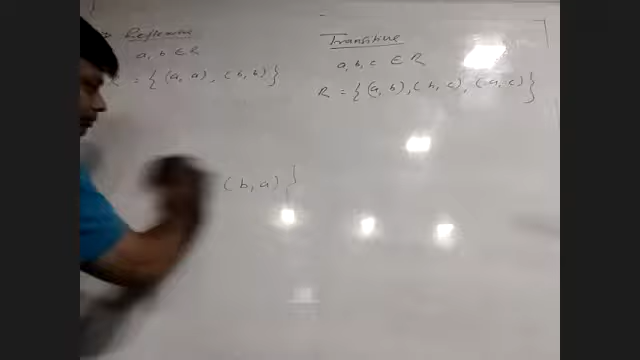 Reflexive
a, b ∈ R
= { (a, a), (b, b) }
(b, a) }
Transitive
a, b, c ∈ R
R = { (a, b), (b, c), (a, c) }